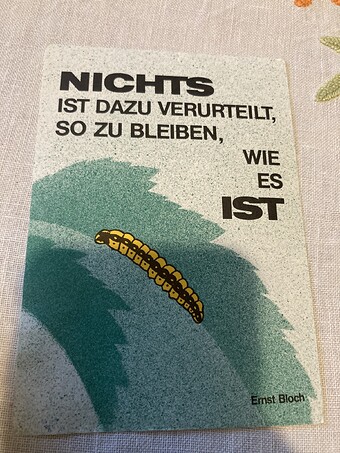 NICHTS
IST DAZU VERURTEILT,
SO ZU BLEIBEN,
WIE
ES
IST
Ernst Bloch